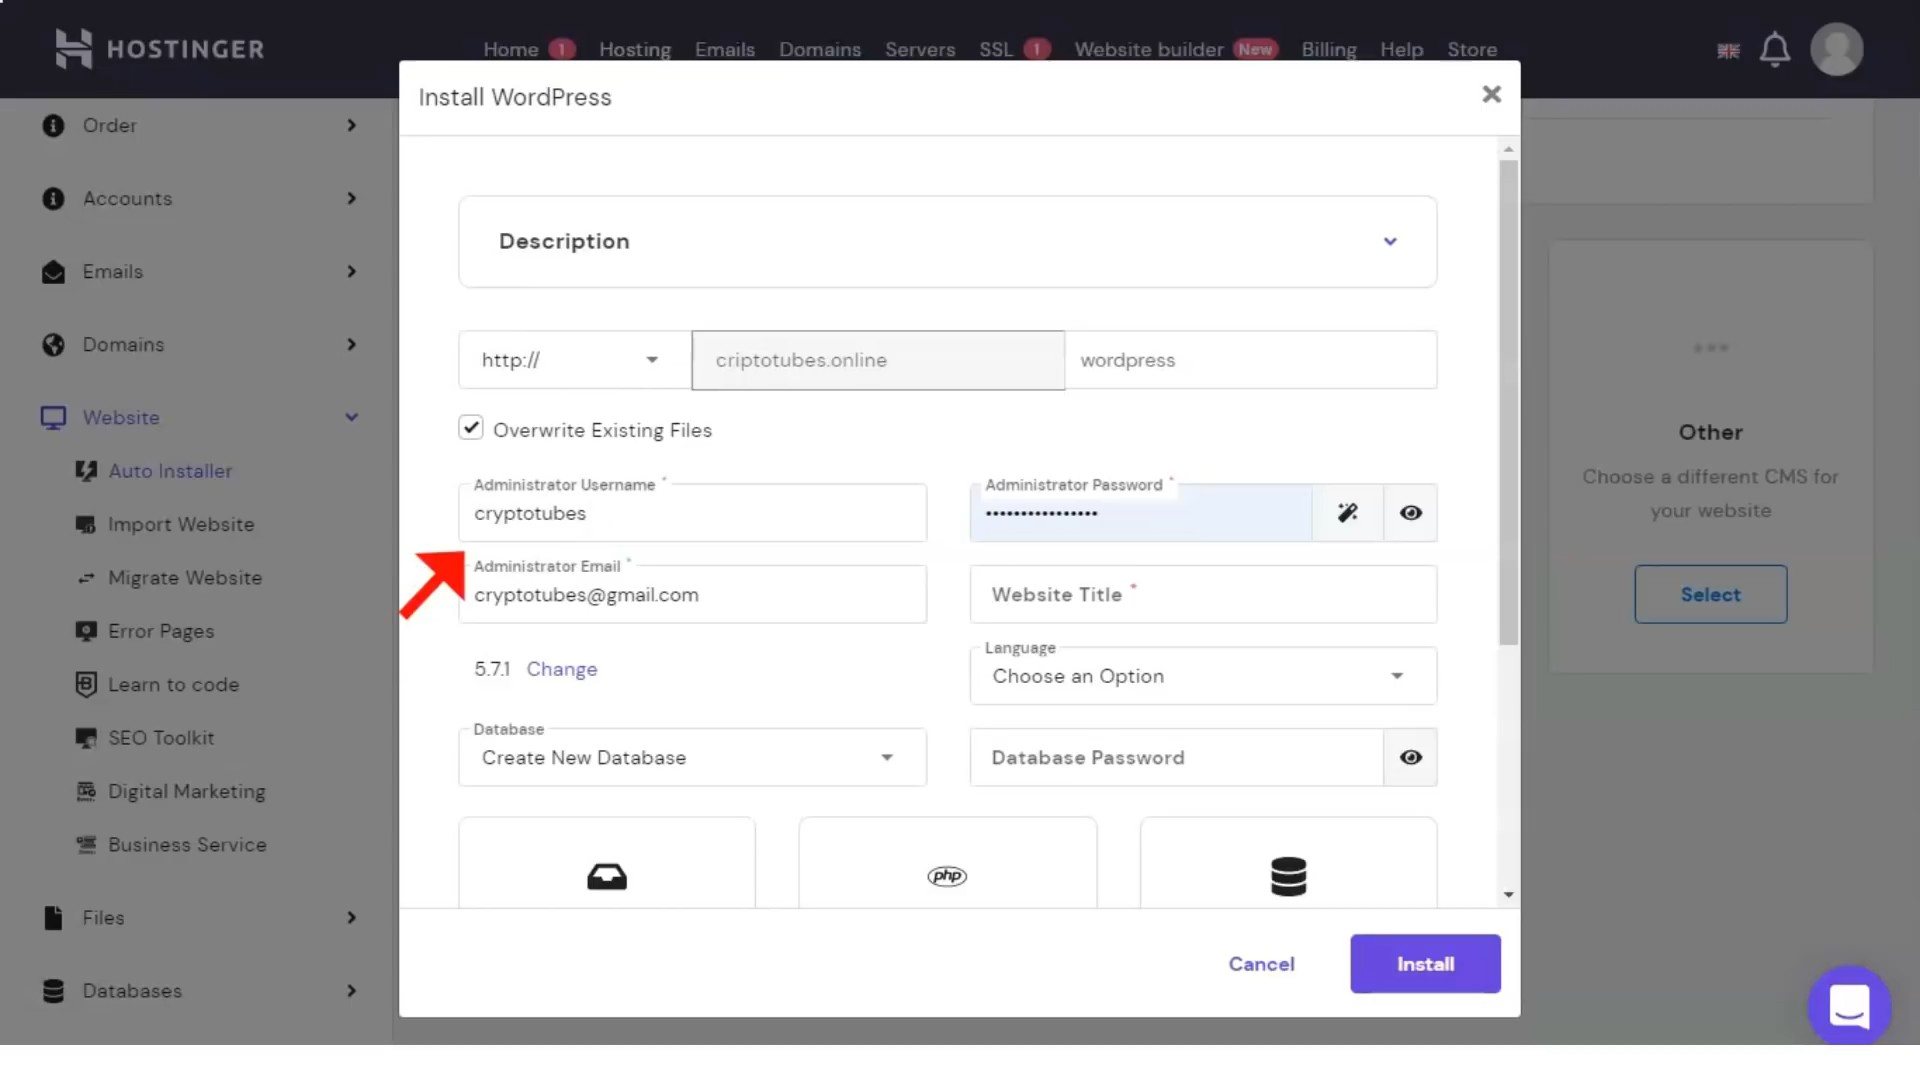 HOSTINGER
Home 1 Hosting Emails Domains Servers SSL 1 Website builder New Billing Help Store
Install WordPress
Order
Accounts
Emails
Domains
Website
Auto Installer
Import Website
Migrate Website
Error Pages
Learn to code
SEO Toolkit
Digital Marketing
Business Service
Files
Databases
Description
http:// criptotubes.online wordpress
Overwrite Existing Files
Administrator Username *
cryptotubes
Administrator Password *
••••••••••••••••
Administrator Email *
cryptotubes@gmail.com
Website Title *
5.7.1 Change
Language
Choose an Option
Database
Create New Database
Database Password
php
Cancel
Install
Other
Choose a different CMS for
your website
Select